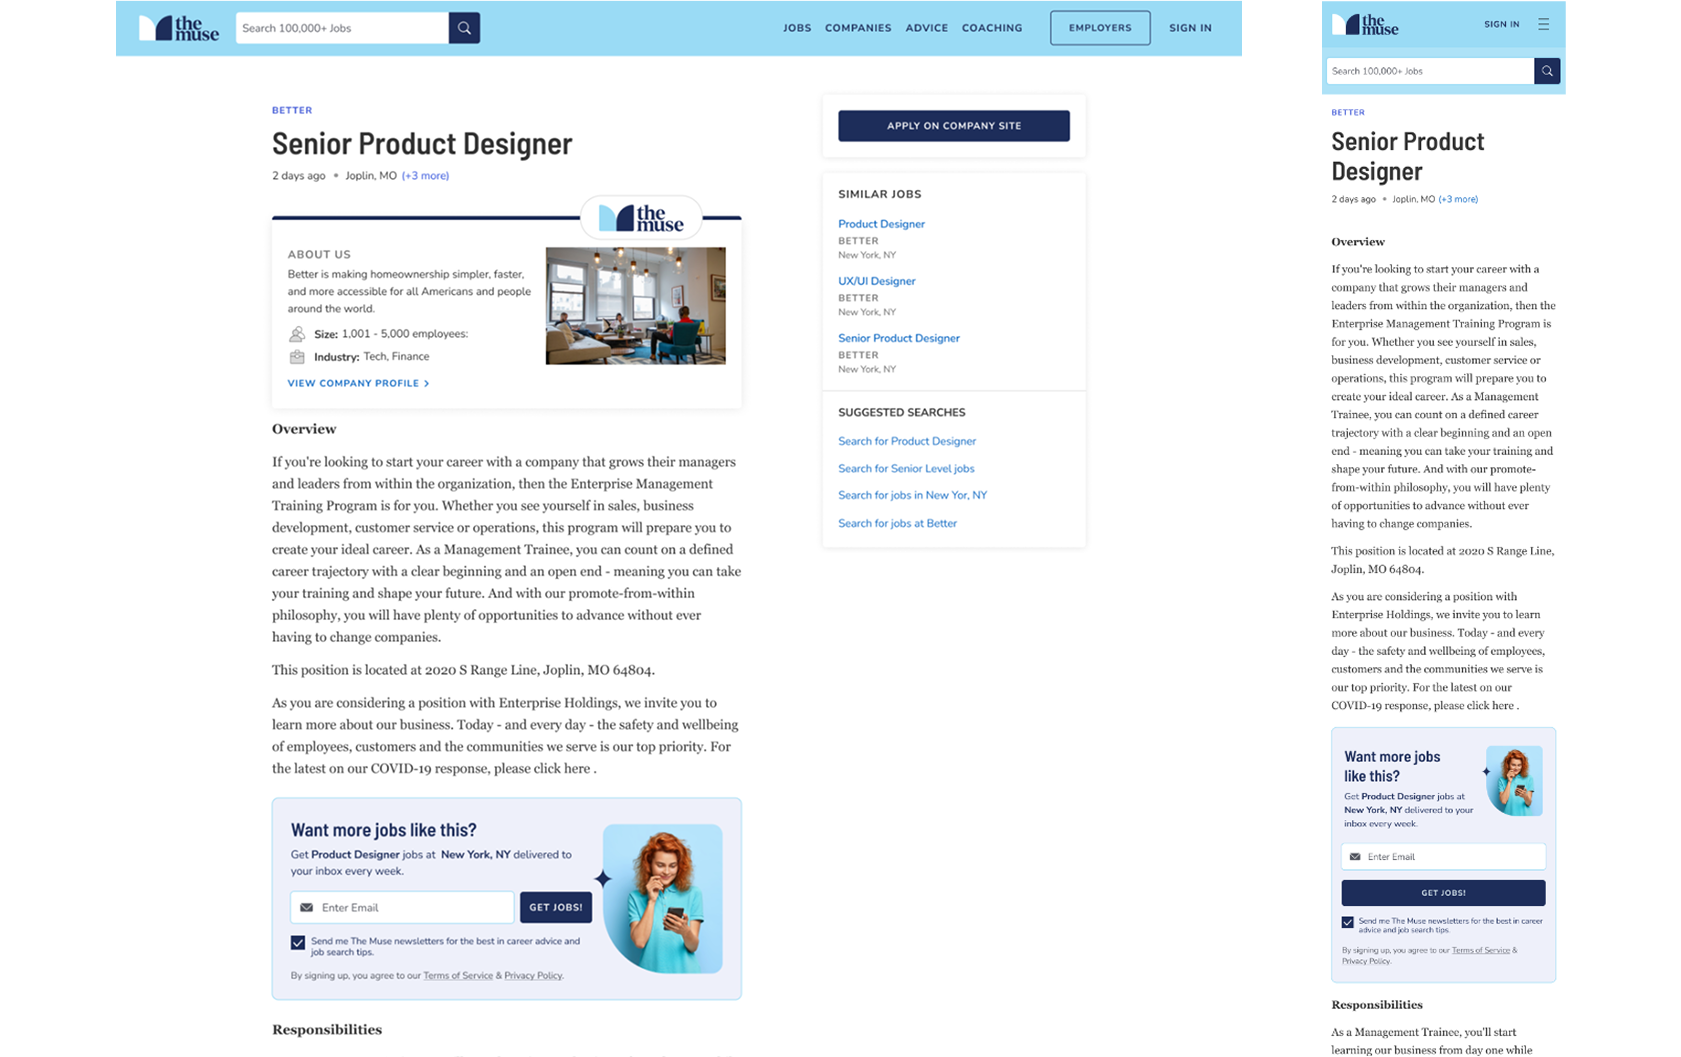 the muse
Search 100,000+ Jobs
JOBS COMPANIES ADVICE COACHING EMPLOYERS SIGN IN
BETTER
Senior Product Designer
2 days ago • Joplin, MO (+3 more)
the muse
ABOUT US
Better is making homeownership simpler, faster,
and more accessible for all Americans and people
around the world.
Size: 1,001 - 5,000 employees:
Industry: Tech, Finance
VIEW COMPANY PROFILE >
Overview
If you're looking to start your career with a company that grows their managers
and leaders from within the organization, then the Enterprise Management
Training Program is for you. Whether you see yourself in sales, business
development, customer service or operations, this program will prepare you to
create your ideal career. As a Management Trainee, you can count on a defined
career trajectory with a clear beginning and an open end - meaning you can take
your training and shape your future. And with our promote-from-within
philosophy, you will have plenty of opportunities to advance without ever
having to change companies.
This position is located at 2020 S Range Line, Joplin, MO 64804.
As you are considering a position with Enterprise Holdings, we invite you to
learn more about our business. Today - and every day - the safety and wellbeing
of employees, customers and the communities we serve is our top priority. For
the latest on our COVID-19 response, please click here .
Want more jobs like this?
Get Product Designer jobs at New York, NY delivered to
your inbox every week.
Enter Email
GET JOBS!
Send me The Muse newsletters for the best in career advice and
job search tips.
By signing up, you agree to our Terms of Service & Privacy Policy.
Responsibilities
APPLY ON COMPANY SITE
SIMILAR JOBS
Product Designer
BETTER
New York, NY
UX/UI Designer
BETTER
New York, NY
Senior Product Designer
BETTER
New York, NY
SUGGESTED SEARCHES
Search for Product Designer
Search for Senior Level jobs
Search for jobs in New Yor, NY
Search for jobs at Better
the muse
SIGN IN
Search 100,000+ Jobs
BETTER
Senior Product
Designer
2 days ago • Joplin, MO (+3 more)
Overview
If you're looking to start your career with a
company that grows their managers and
leaders from within the organization, then the
Enterprise Management Training Program is
for you. Whether you see yourself in sales,
business development, customer service or
operations, this program will prepare you to
create your ideal career. As a Management
Trainee, you can count on a defined career
trajectory with a clear beginning and an open
end - meaning you can take your training and
shape your future. And with our promote-
from-within philosophy, you will have plenty
of opportunities to advance without ever
having to change companies.
This position is located at 2020 S Range Line,
Joplin, MO 64804.
As you are considering a position with
Enterprise Holdings, we invite you to learn
more about our business. Today - and every
day - the safety and wellbeing of employees,
customers and the communities we serve is
our top priority. For the latest on our
COVID-19 response, please click here .
Want more jobs
like this?
Get Product Designer jobs at
New York, NY delivered to your
inbox every week.
Enter Email
GET JOBS!
Send me The Muse newsletters for the best in career
advice and job search tips.
By signing up, you agree to our Terms of Service &
Privacy Policy.
Responsibilities
As a Management Trainee, you'll start
learning our business from day one while